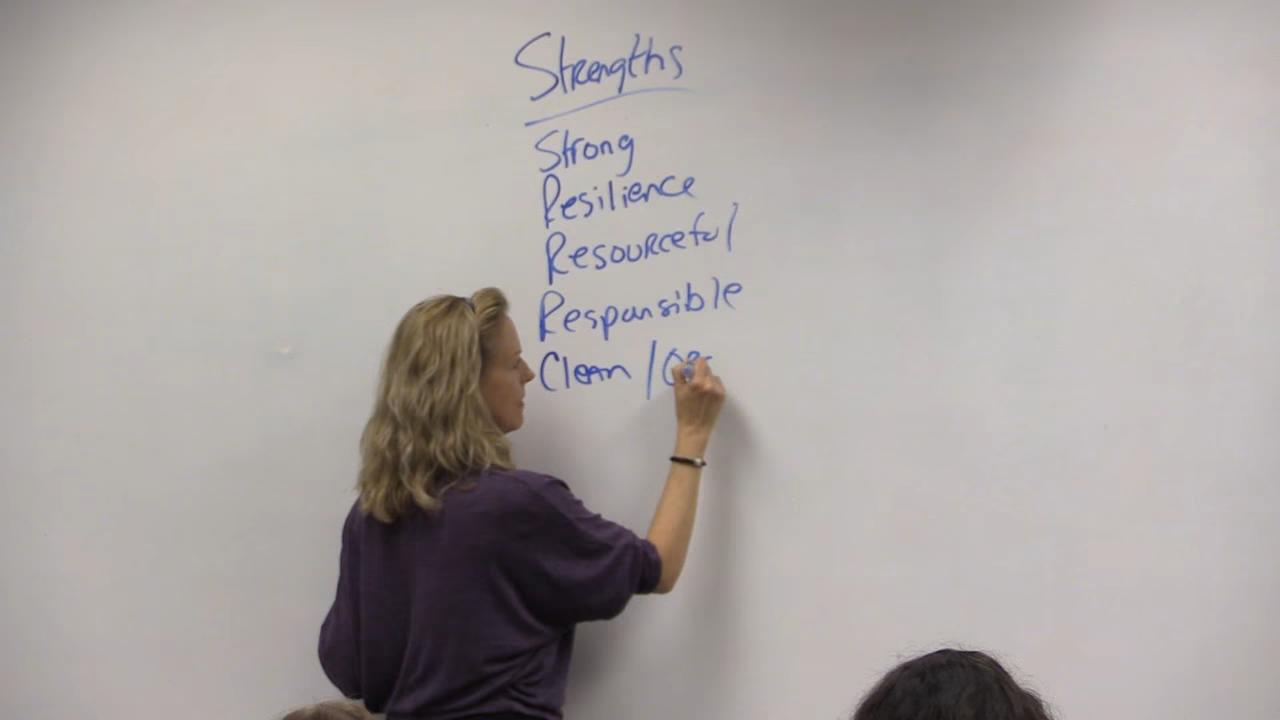 Strengths
Strong
Resilience
Resourceful
Responsible
Clean /